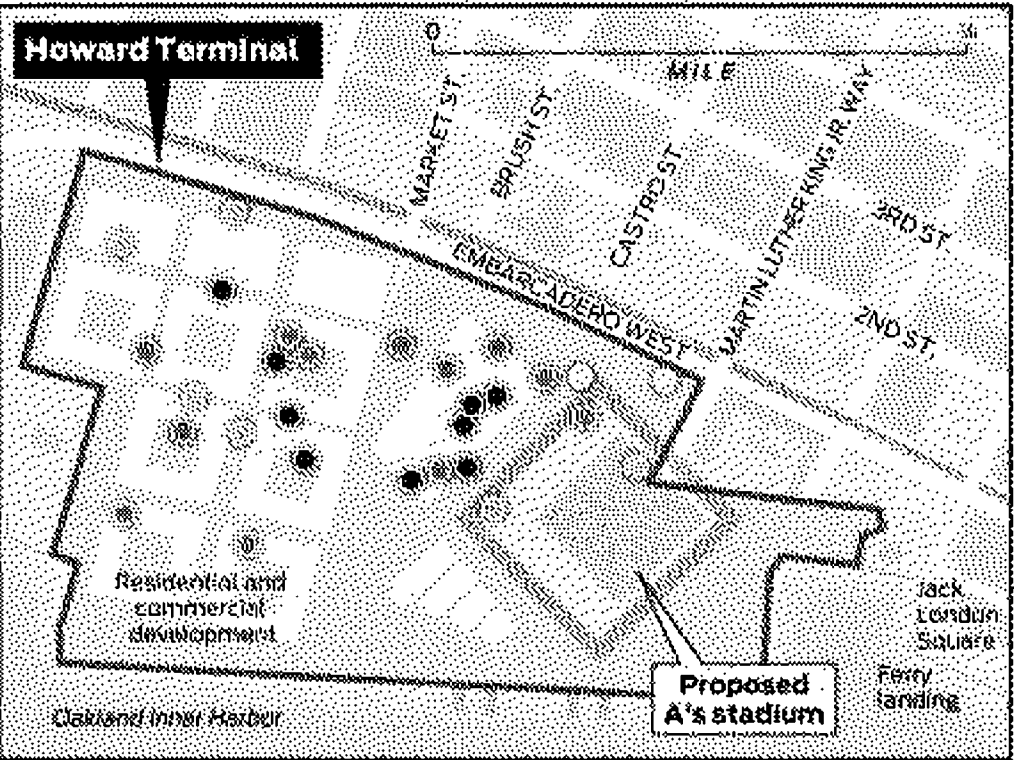 Howard Terminal
0
MILE
MARKET ST.
BRUSH ST
CASTRO ST
MARTIN LUTHER KING JR WAY
3RD ST
EMBARCADERO WEST
2ND ST.
Residential and
commercial
development
Jack
London
Square
Ferry
landing
Proposed
A's stadium
Oakland Inner Harbor